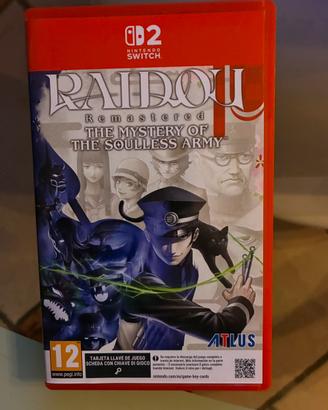 2
NINTENDO
SWITCH
RAIDOU
Remastered
THE MYSTERY OF
THE SOULLESS ARMY
ATLUS
12
www.pegi.info
TARJETA LLAVE DE JUEGO
SCHEDA CON CHIAVE DI GIOCO
nintendo.com/eu/game-key-cards